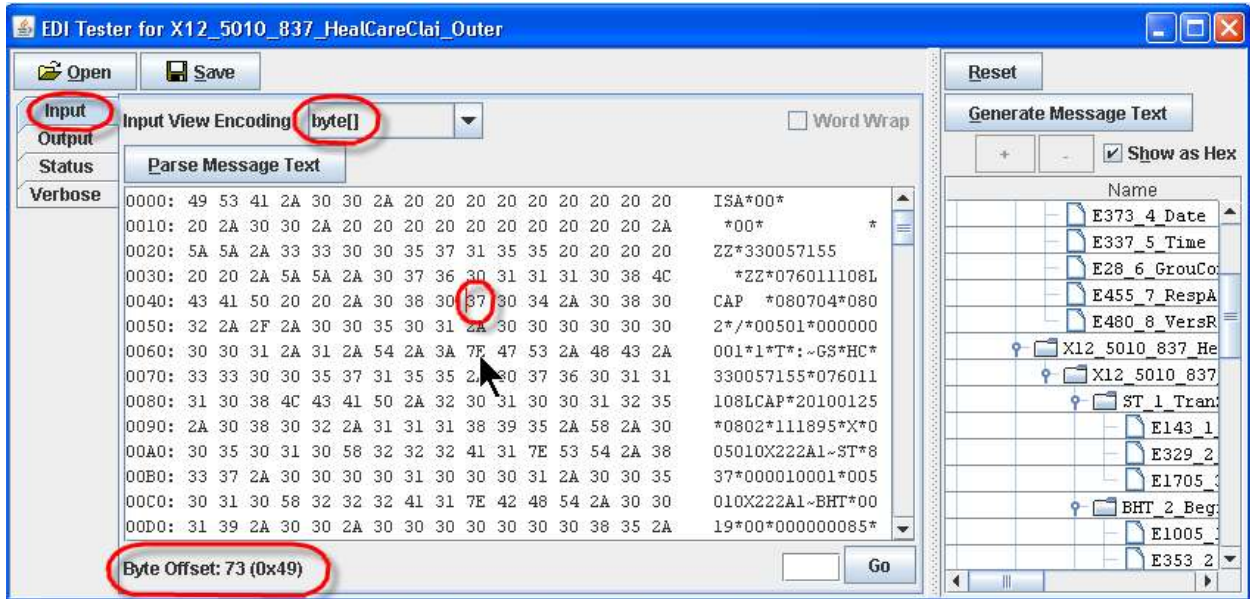 EDI Tester for X12_5010_837_HealCareClai_Outer
Open Save
Reset
Input
Input View Encoding byte[] Word Wrap
Generate Message Text
Output
+ - Show as Hex
Status
Parse Message Text
Verbose
Name
0000: 49 53 41 2A 30 30 2A 20 20 20 20 20 20 20 20 20 ISA*00*
0010: 20 2A 30 30 2A 20 20 20 20 20 20 20 20 20 20 2A *00* *
0020: 5A 5A 2A 33 33 30 30 35 37 31 35 35 20 20 20 20 ZZ*330057155
0030: 20 20 2A 5A 5A 2A 30 37 36 30 31 31 31 30 38 4C *ZZ*076011108L
0040: 43 41 50 20 20 2A 30 38 30 37 30 34 2A 30 38 30 CAP *080704*080
0050: 32 2A 2F 2A 30 30 35 30 31 2A 30 30 30 30 30 30 2*/*00501*000000
0060: 30 30 31 2A 31 2A 54 2A 3A 7E 47 53 2A 48 43 2A 001*1*T*:~GS*HC*
0070: 33 33 30 30 35 37 31 35 35 30 37 36 30 31 31 330057155*076011
0080: 31 30 38 4C 43 41 50 2A 32 30 31 30 30 31 32 35 108LCAP*20100125
0090: 2A 30 38 30 32 2A 31 31 31 38 39 35 2A 58 2A 30 *0802*111895*X*0
00A0: 30 35 30 31 30 58 32 32 32 41 31 7E 53 54 2A 38 05010X222A1~ST*8
00B0: 33 37 2A 30 30 30 30 31 30 30 30 31 2A 30 30 35 37*000010001*005
00C0: 30 31 30 58 32 32 32 41 31 7E 42 48 54 2A 30 30 010X222A1~BHT*00
00D0: 31 39 2A 30 30 2A 30 30 30 30 30 30 30 38 35 2A 19*00*000000085*
E373_4_Date
E337_5_Time
E28_6_GrouCo
E455_7_RespA
E480_8_VersR
X12_5010_837_He
X12_5010_837
ST_1_Tran
E143_1
E329_2
E1705
BHT_2_Beg
E1005
E353_2
Byte Offset: 73 (0x49) Go